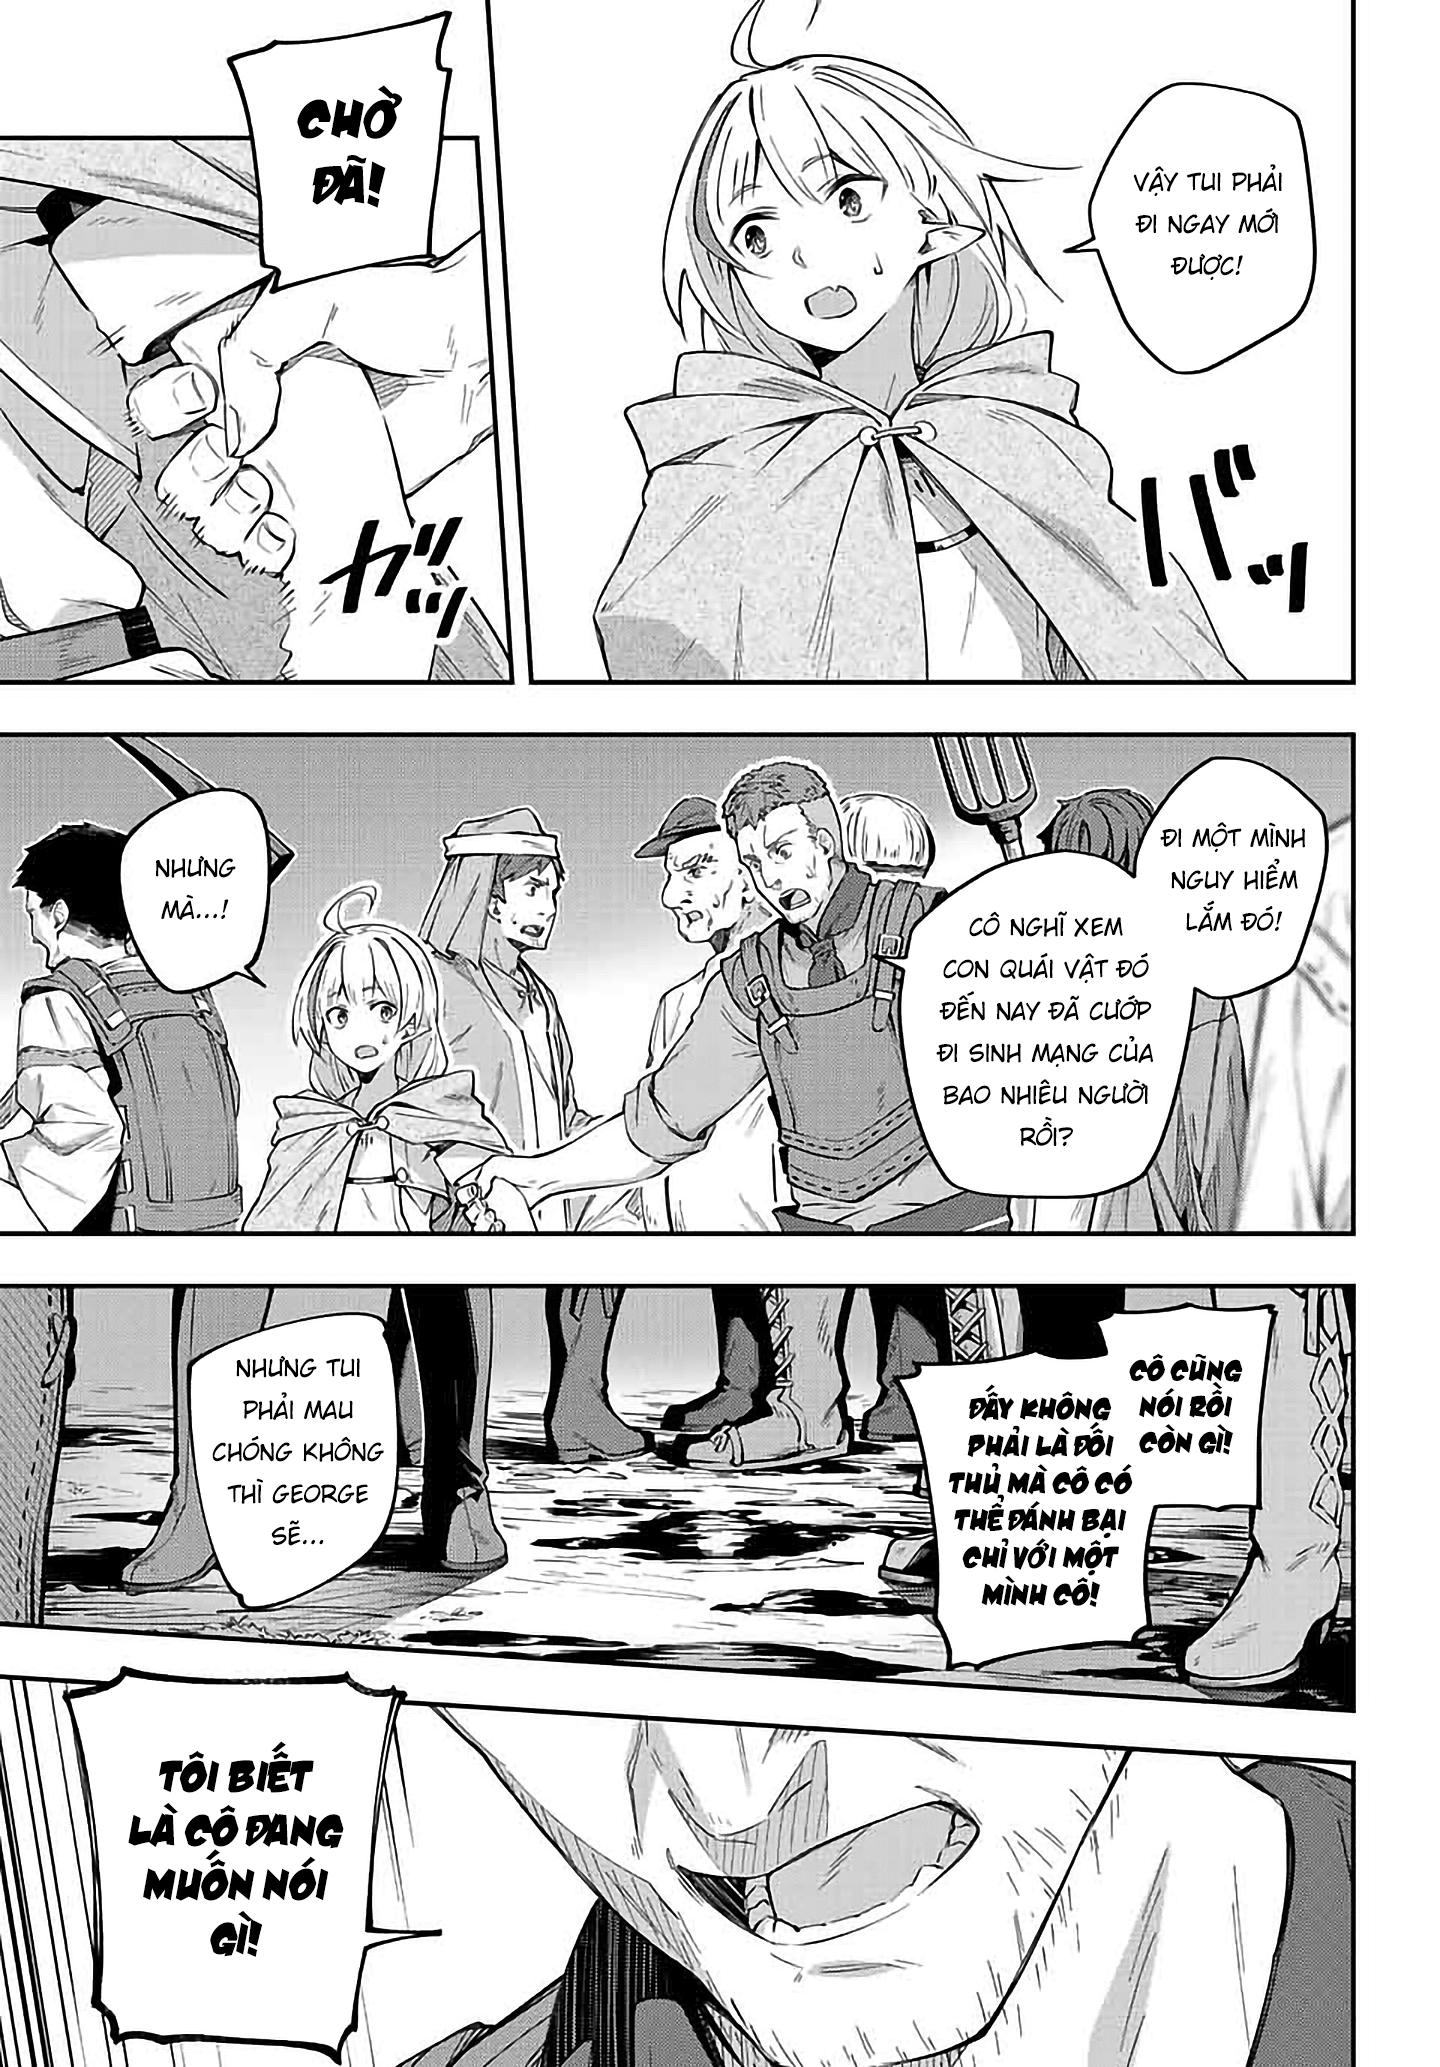 VẬY TUI PHẢI
ĐI NGAY MỚI
ĐƯỢC!
バッ
CHỜ
ĐÃ!
ガッ
ĐI MỘT MÌNH
NGUY HIỂM
LẮM ĐÓ!
CÔ NGHĨ XEM
CON QUÁI VẬT ĐÓ
ĐẾN NAY ĐÃ CƯỚP
ĐI SINH MẠNG CỦA
BAO NHIÊU NGƯỜI
RỒI?
NHƯNG
MÀ...!
CÔ CŨNG
NÓI RỒI
CÒN GÌ!
ĐẤY KHÔNG
PHẢI LÀ ĐỐI
THỦ MÀ CÔ CÓ
THỂ ĐÁNH BẠI
CHỈ VỚI MỘT
MÌNH CÔ!
NHƯNG TUI
PHẢI MAU
CHÓNG KHÔNG
THÌ GEORGE
SẼ...
TÔI BIẾT
LÀ CÔ ĐANG
MUỐN NÓI
GÌ!